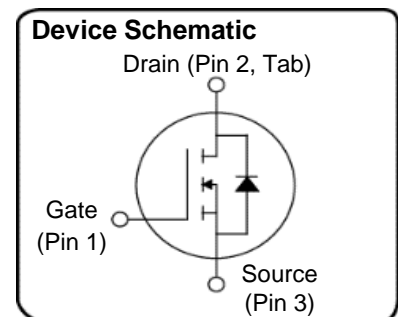 Device Schematic
Drain (Pin 2, Tab)
Gate
(Pin 1)
Source
(Pin 3)